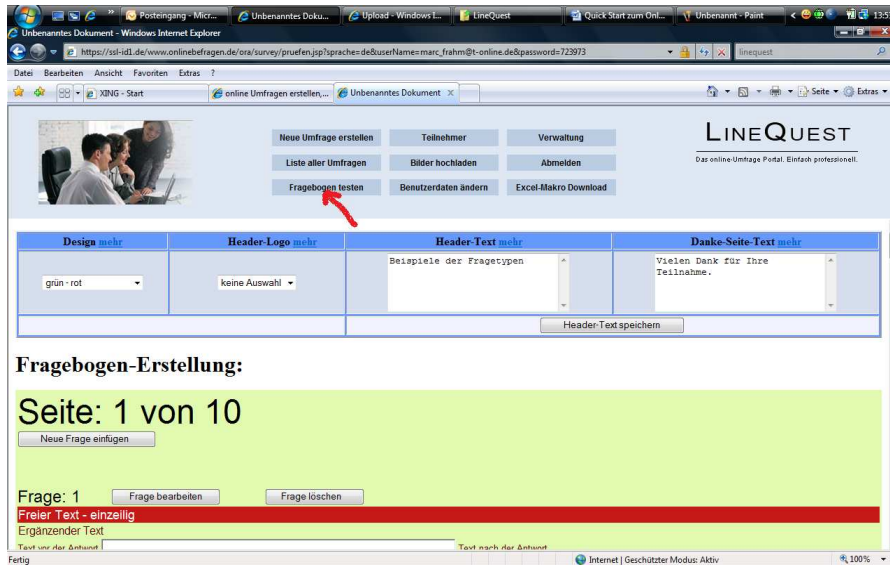 Posteingang - Micr... Unbenanntes Doku... Upload - Windows I... LineQuest Quick Start zum Onl... Unbenannt - Paint
Unbenanntes Dokument - Windows Internet Explorer
https://ssl-id1.de/www.onlinebefragen.de/ora/survey/pruefen.jsp?sprache=de&userName=marc_frahm@t-online.de&password=723973 linequest
Datei Bearbeiten Ansicht Favoriten Extras ?
XING - Start online Umfragen erstellen,... Unbenanntes Dokument Seite Extras
Neue Umfrage erstellen Teilnehmer Verwaltung
Liste aller Umfragen Bilder hochladen Abmelden
Fragebogen testen Benutzerdaten ändern Excel-Makro Download
LINEQUEST
Das online-Umfrage Portal. Einfach professionell.
Design mehr Header-Logo mehr Header-Text mehr Danke-Seite-Text mehr
grün - rot keine Auswahl Beispiele der Fragetypen Vielen Dank für Ihre
Teilnahme.
Header-Text speichern
Fragebogen-Erstellung:
Seite: 1 von 10
Neue Frage einfügen
Frage: 1 Frage bearbeiten Frage löschen
Freier Text - einzeilig
Ergänzender Text
Text vor der Antwort Text nach der Antwort
Fertig Internet | Geschützter Modus: Aktiv 100%